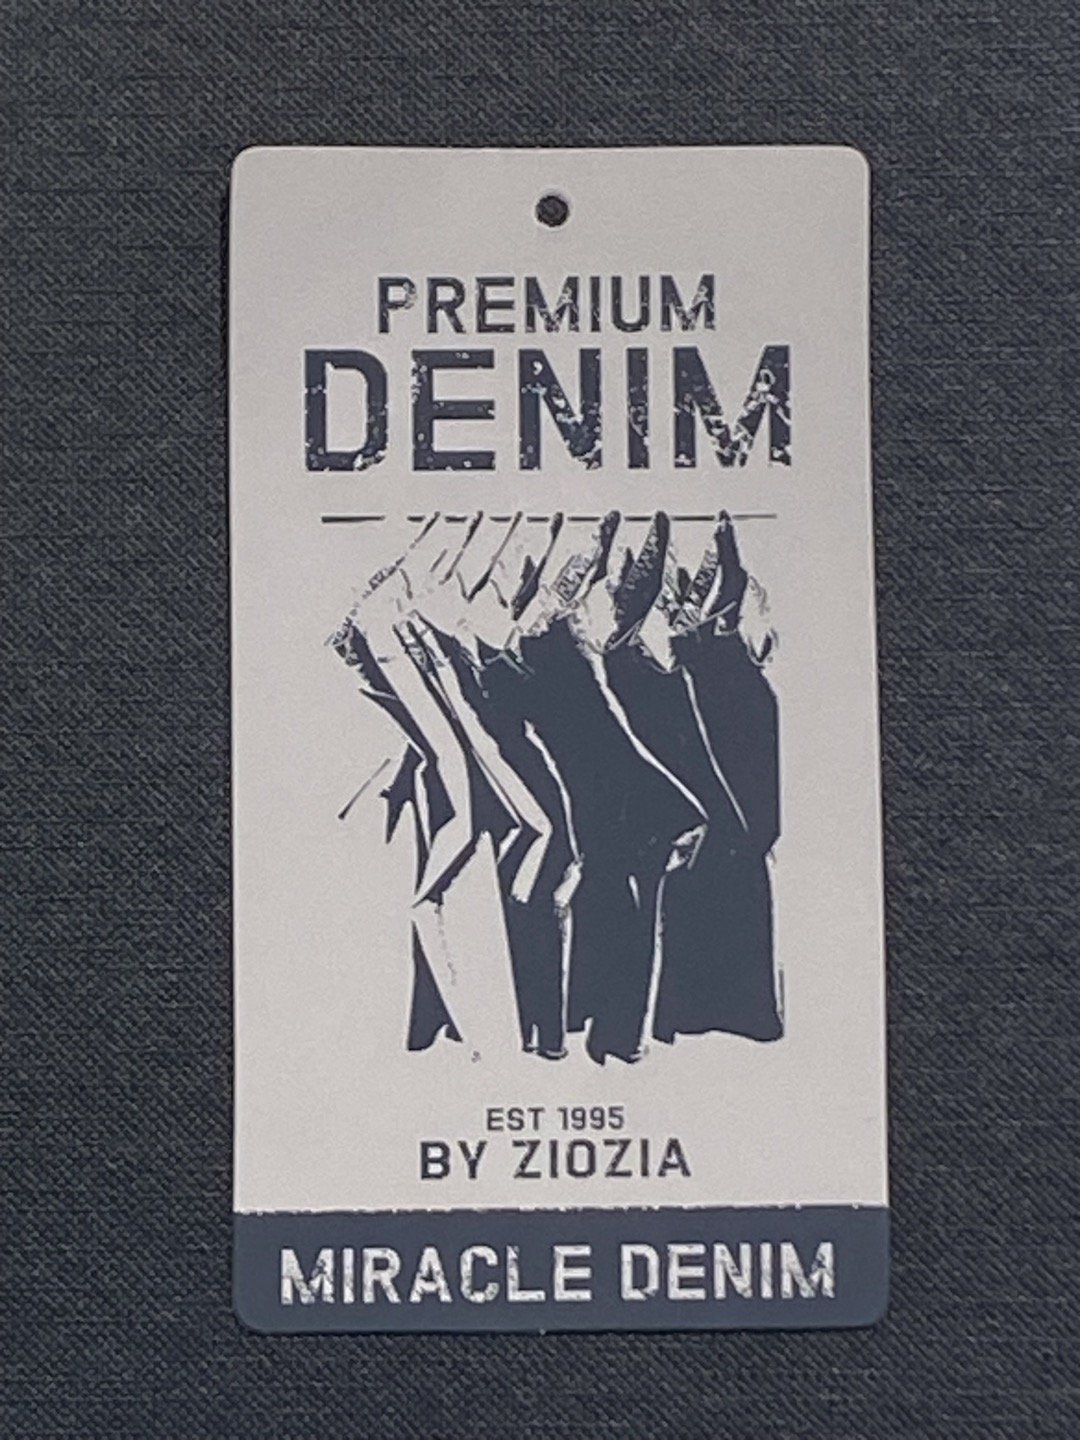 PREMIUM
DENIM
EST 1995
BY ZIOZIA
MIRACLE DENIM